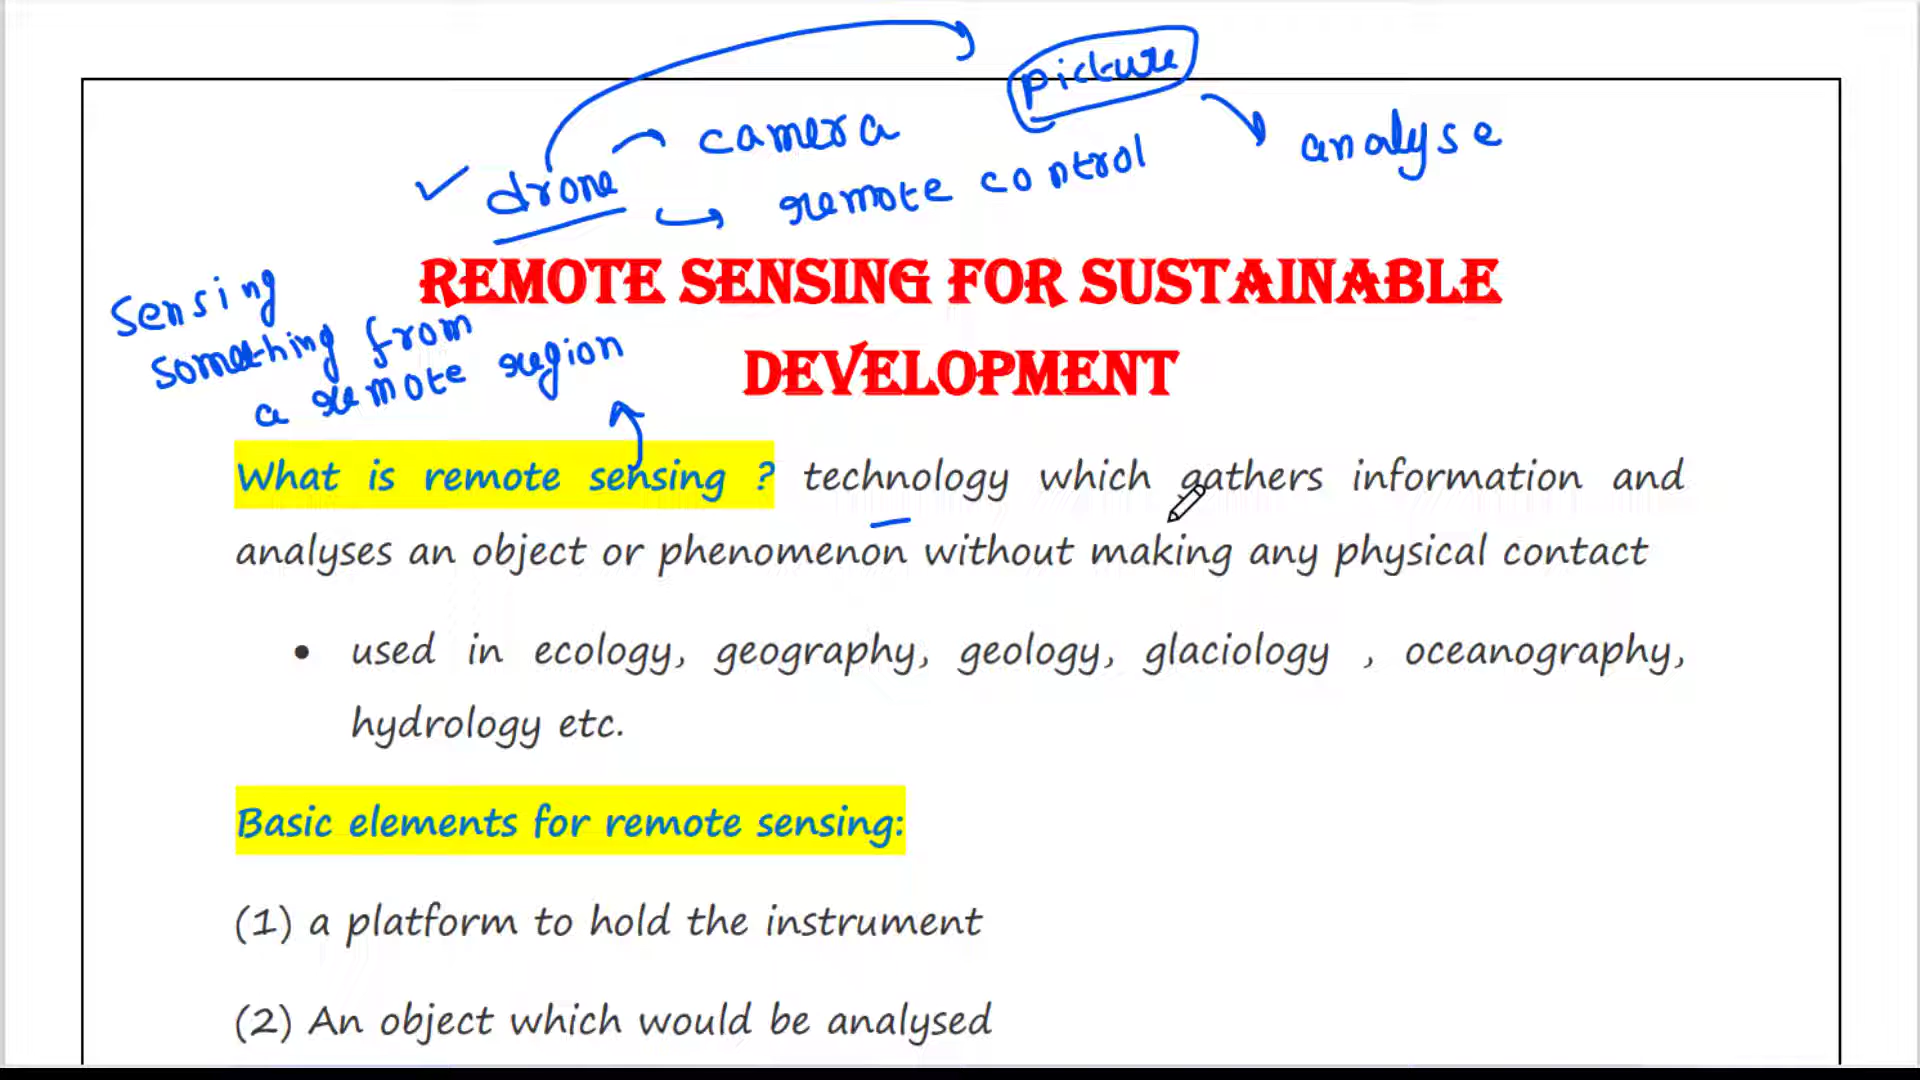 picture
camera
analyse
drone
remote control
REMOTE SENSING FOR SUSTAINABLE
DEVELOPMENT
Sensing
something from
a remote region
What is remote sensing ? technology which gathers information and
analyses an object or phenomenon without making any physical contact
• used in ecology, geography, geology, glaciology , oceanography,
hydrology etc.
Basic elements for remote sensing:
(1) a platform to hold the instrument
(2) An object which would be analysed